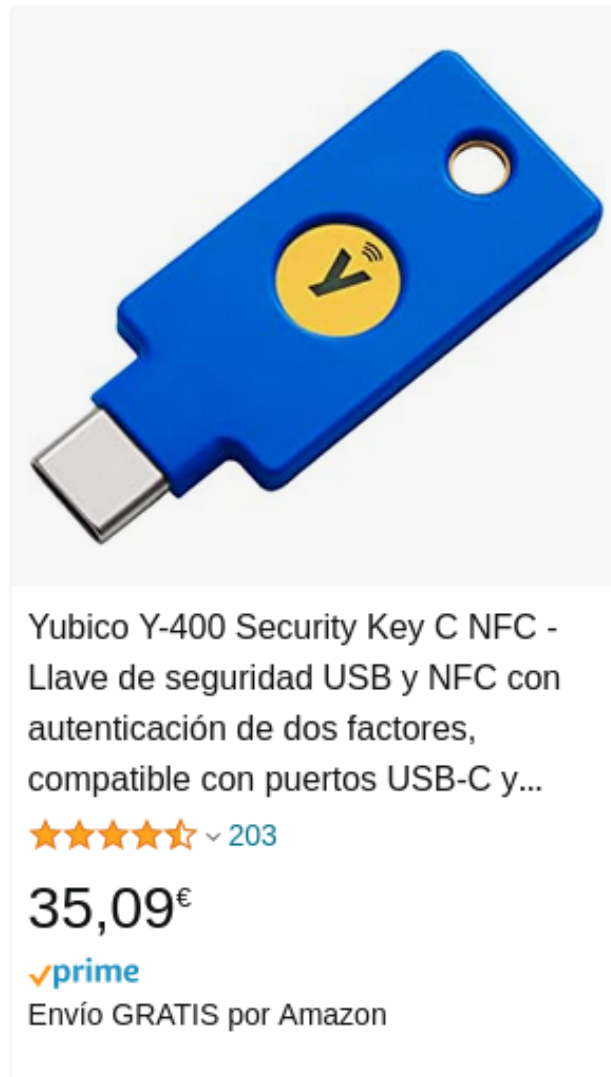 Y
Yubico Y-400 Security Key C NFC -
Llave de seguridad USB y NFC con
autenticación de dos factores,
compatible con puertos USB-C y...
203
35,09€
prime
Envío GRATIS por Amazon